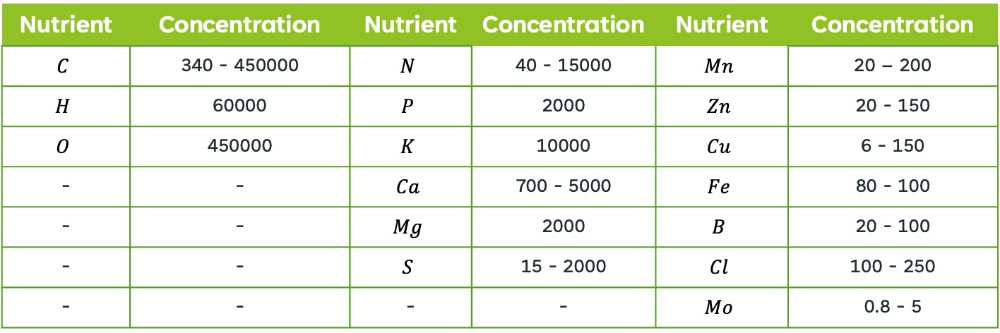 Nutrient Concentration Nutrient Concentration Nutrient Concentration
C 340 - 450000 N 40 - 15000 Mn 20 – 200
H 60000 P 2000 Zn 20 - 150
O 450000 K 10000 Cu 6 - 150
- - Ca 700 - 5000 Fe 80 - 100
- - Mg 2000 B 20 - 100
- - S 15 - 2000 Cl 100 - 250
- - - - Mo 0.8 - 5